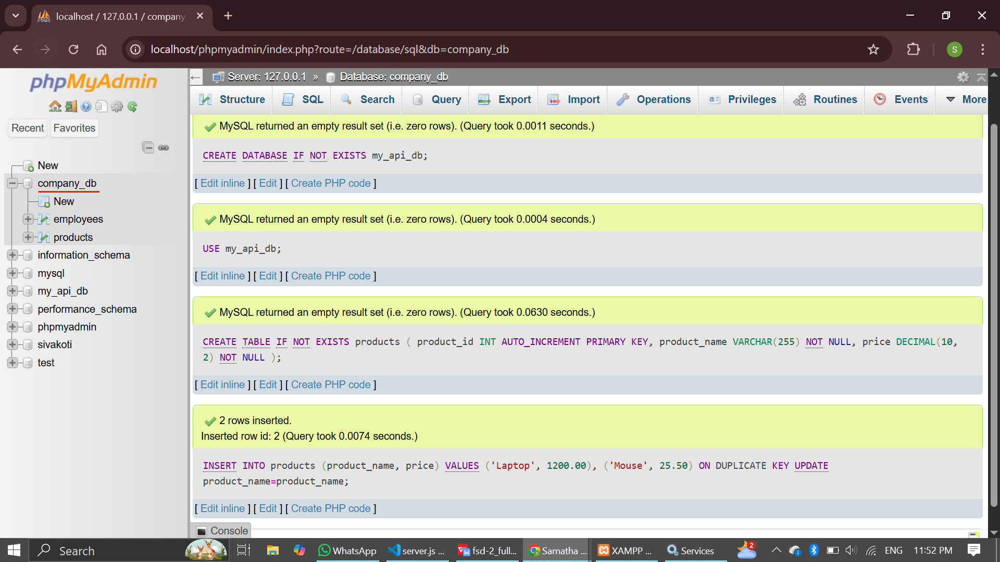 localhost / 127.0.0.1 / company_
localhost/phpmyadmin/index.php?route=/database/sql&db=company_db
S
phpMyAdmin
Recent
Favorites
New
company_db
New
employees
products
information_schema
mysql
my_api_db
performance_schema
phpmyadmin
sivakoti
test
Server: 127.0.0.1 » Database: company_db
Structure SQL Search Query Export Import Operations Privileges Routines Events More
MySQL returned an empty result set (i.e. zero rows). (Query took 0.0011 seconds.)
CREATE DATABASE IF NOT EXISTS my_api_db;
[ Edit inline ] [ Edit ] [ Create PHP code ]
MySQL returned an empty result set (i.e. zero rows). (Query took 0.0004 seconds.)
USE my_api_db;
[ Edit inline ] [ Edit ] [ Create PHP code ]
MySQL returned an empty result set (i.e. zero rows). (Query took 0.0630 seconds.)
CREATE TABLE IF NOT EXISTS products ( product_id INT AUTO_INCREMENT PRIMARY KEY, product_name VARCHAR(255) NOT NULL, price DECIMAL(10,
2) NOT NULL );
[ Edit inline ] [ Edit ] [ Create PHP code ]
2 rows inserted.
Inserted row id: 2 (Query took 0.0074 seconds.)
INSERT INTO products (product_name, price) VALUES ('Laptop', 1200.00), ('Mouse', 25.50) ON DUPLICATE KEY UPDATE
product_name=product_name;
[ Edit inline ] [ Edit ] [ Create PHP code ]
Console
Search
WhatsApp
server.js ...
fsd-2_full...
Samatha ...
XAMPP ...
Services
2
ENG
11:52 PM